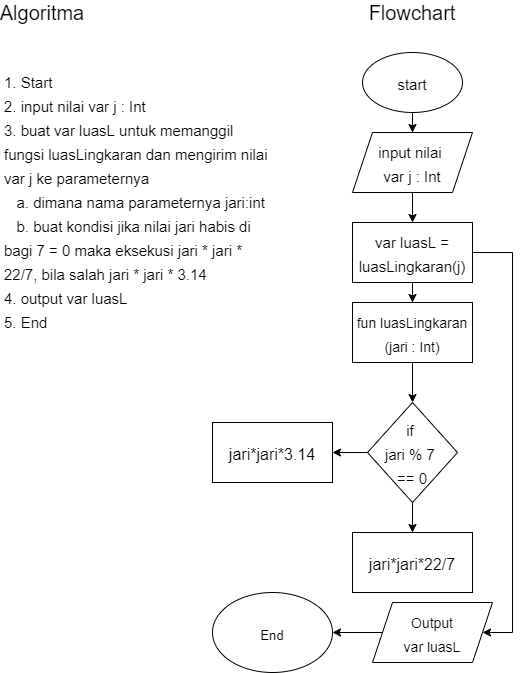 Algoritma
Flowchart
1. Start
2. input nilai var j : Int
3. buat var luasL untuk memanggil
fungsi luasLingkaran dan mengirim nilai
var j ke parameternya
a. dimana nama parameternya jari:int
b. buat kondisi jika nilai jari habis di
bagi 7 = 0 maka eksekusi jari * jari *
22/7, bila salah jari * jari * 3.14
4. output var luasL
5. End
start
input nilai
var j : Int
var luasL =
luasLingkaran(j)
fun luasLingkaran
(jari : Int)
if
jari % 7
== 0
jari*jari*3.14
jari*jari*22/7
Output
var luasL
End